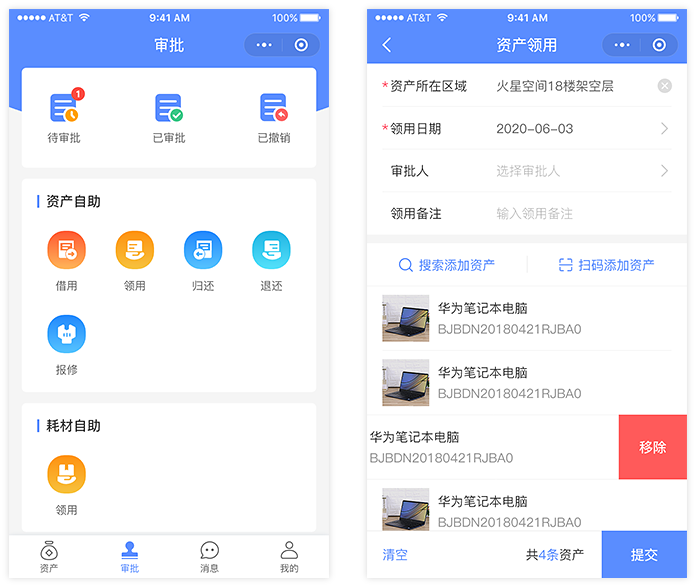 AT&T 9:41 AM 100%
审批
1
待审批 已审批 已撤销
资产自助
借用 领用 归还 退还
报修
耗材自助
领用
资产 审批 消息 我的
AT&T 9:41 AM 100%
资产领用
*资产所在区域 火星空间18楼架空层
*领用日期 2020-06-03
审批人 选择审批人
领用备注 输入领用备注
搜索添加资产 扫码添加资产
华为笔记本电脑
BJBDN20180421RJBA0
华为笔记本电脑
BJBDN20180421RJBA0
华为笔记本电脑
BJBDN20180421RJBA0
移除
华为笔记本电脑
BJBDN20180421RJBA0
清空 共4条资产 提交